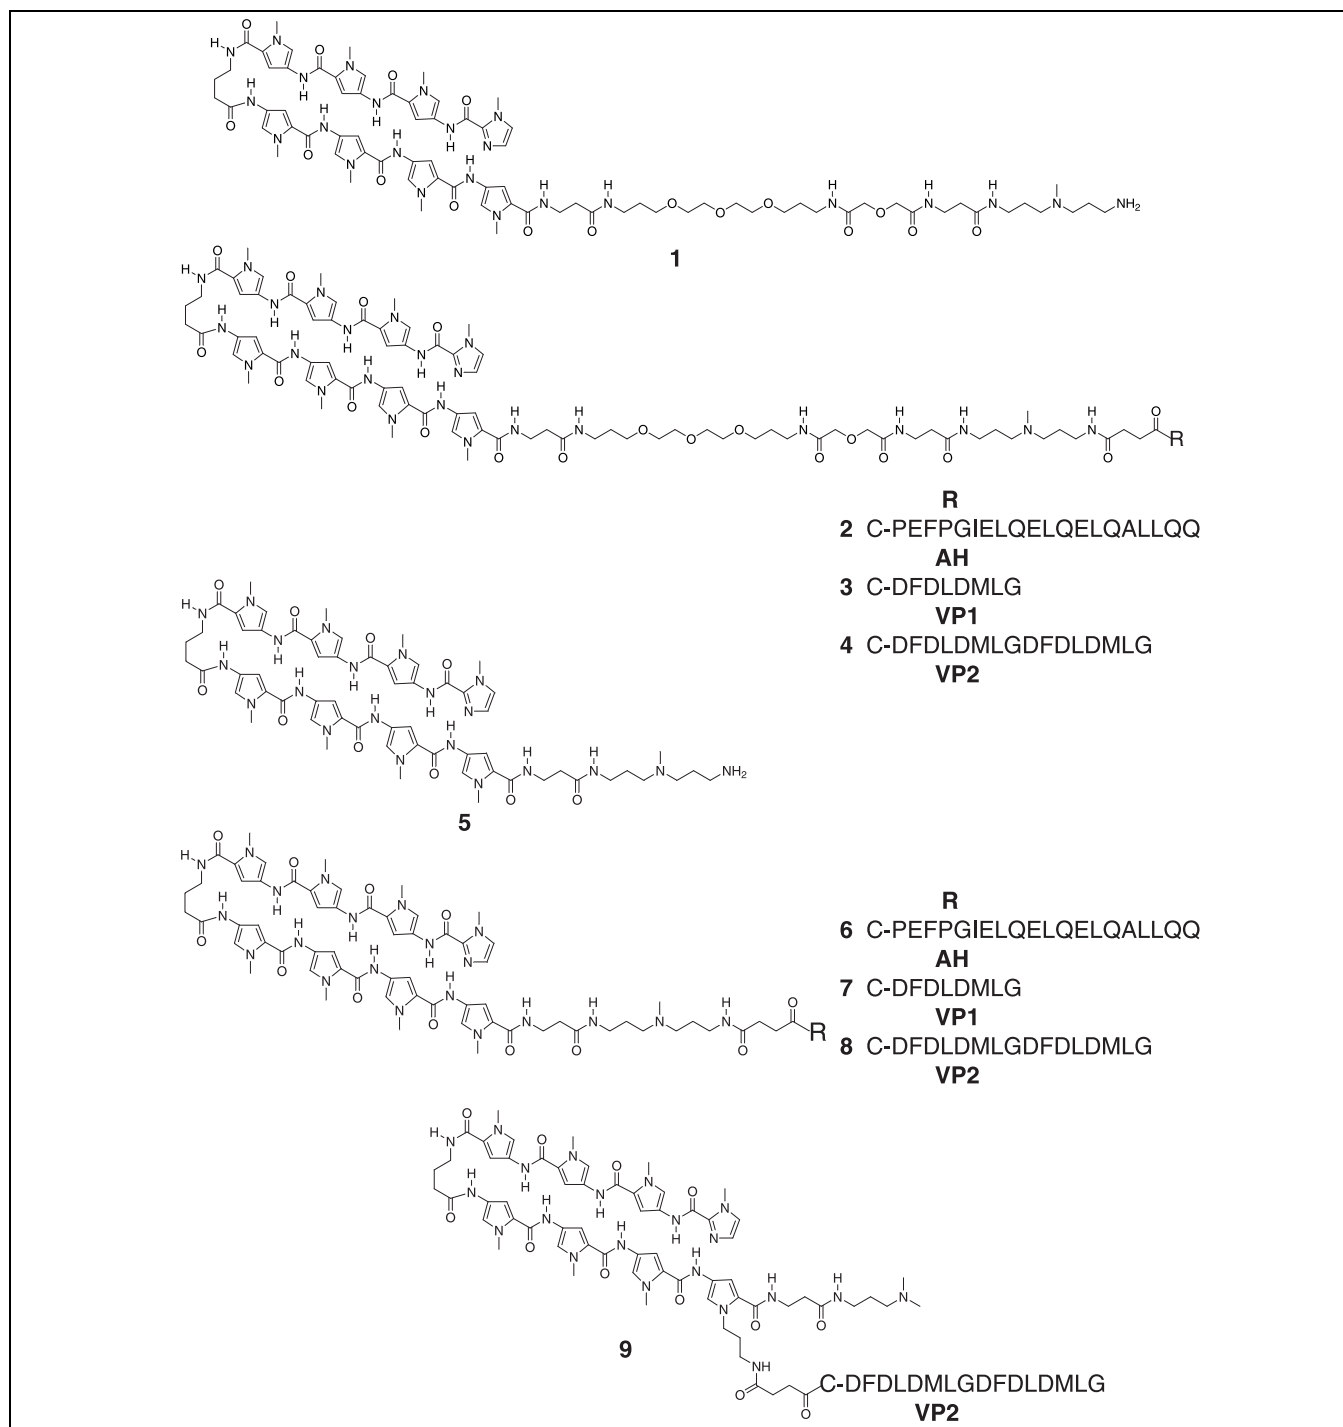 1
R
2 C-PEFPGIELQELQELQALLQQ
AH
3 C-DFDLDMLG
VP1
4 C-DFDLDMLGDFDLDMLG
VP2
5
R
6 C-PEFPGIELQELQELQALLQQ
AH
7 C-DFDLDMLG
VP1
R
8 C-DFDLDMLGDFDLDMLG
VP2
9
C-DFDLDMLGDFDLDMLG
VP2